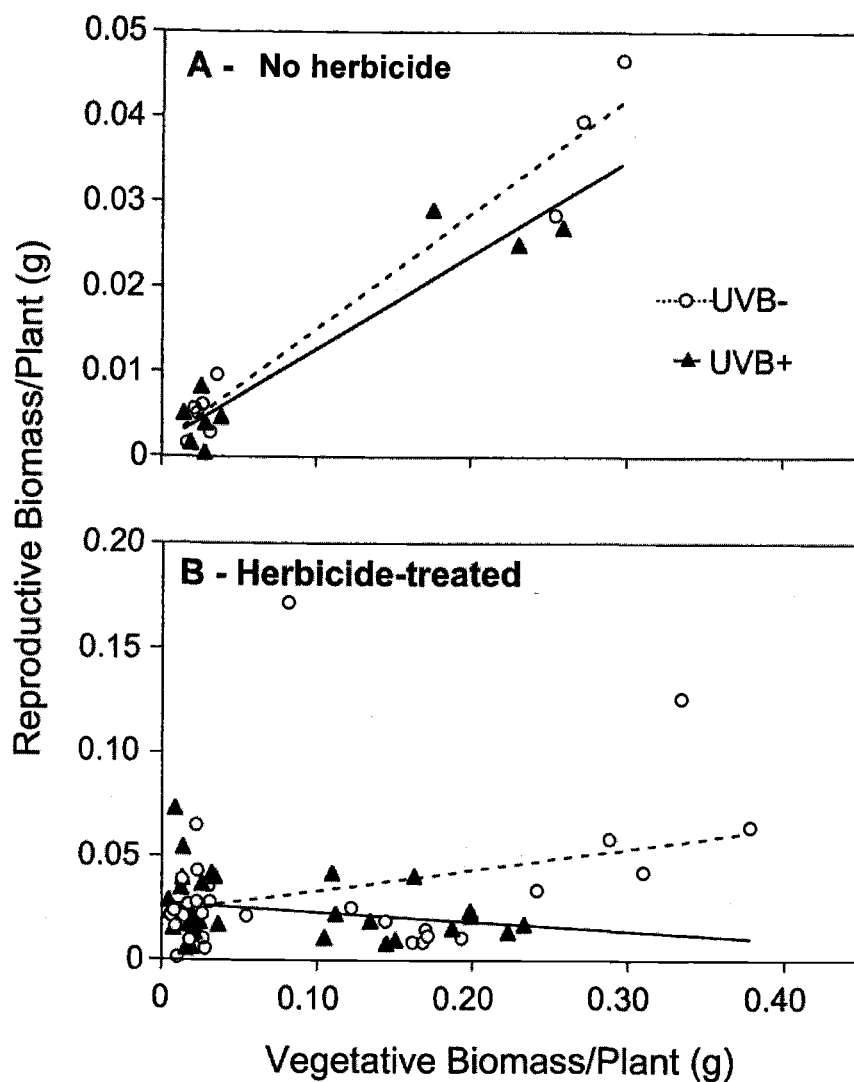 0.05
A - No herbicide
0.04
0.03
0.02
0.01
0
UVB-
UVB+
Reproductive Biomass/Plant (g)
0.20
B - Herbicide-treated
0.15
0.10
0.05
0
0 0.10 0.20 0.30 0.40
Vegetative Biomass/Plant (g)